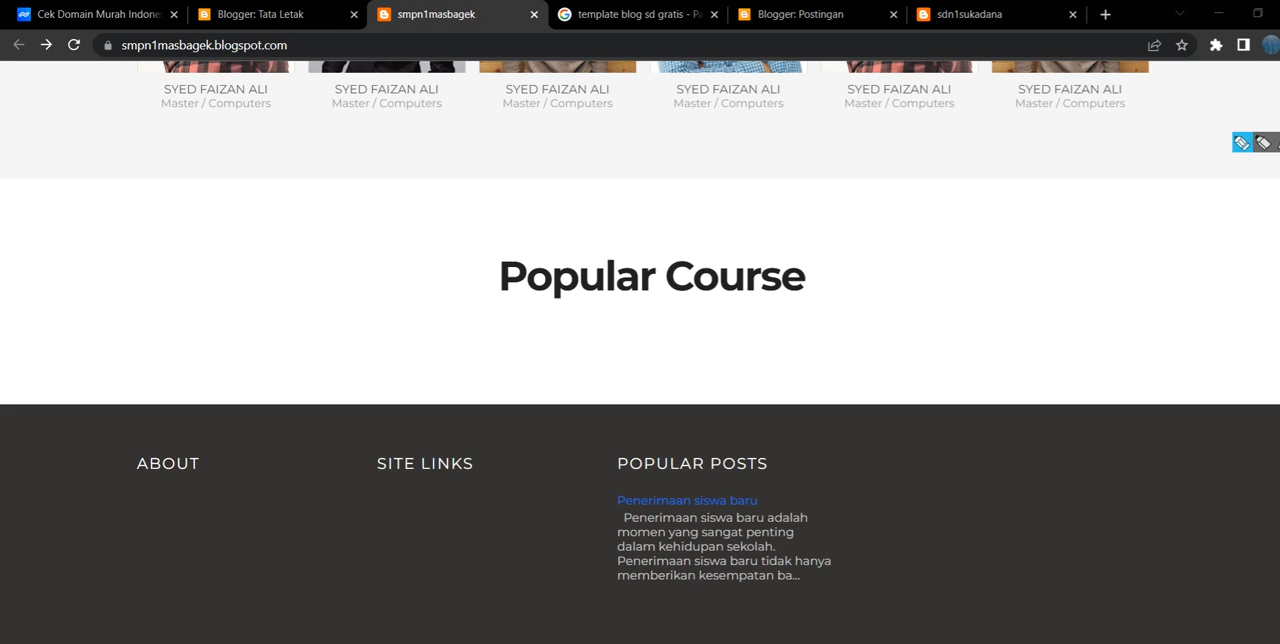 Cek Domain Murah Indone
Blogger: Tata Letak
smpn1masbagek
template blog sd gratis - P
Blogger: Postingan
sdn1sukadana
smpn1masbagek.blogspot.com
SYED FAIZAN ALI SYED FAIZAN ALI SYED FAIZAN ALI SYED FAIZAN ALI SYED FAIZAN ALI SYED FAIZAN ALI
Master / Computers Master / Computers Master / Computers Master / Computers Master / Computers Master / Computers
Popular Course
ABOUT
SITE LINKS
POPULAR POSTS
Penerimaan siswa baru
Penerimaan siswa baru adalah
momen yang sangat penting
dalam kehidupan sekolah.
Penerimaan siswa baru tidak hanya
memberikan kesempatan ba...